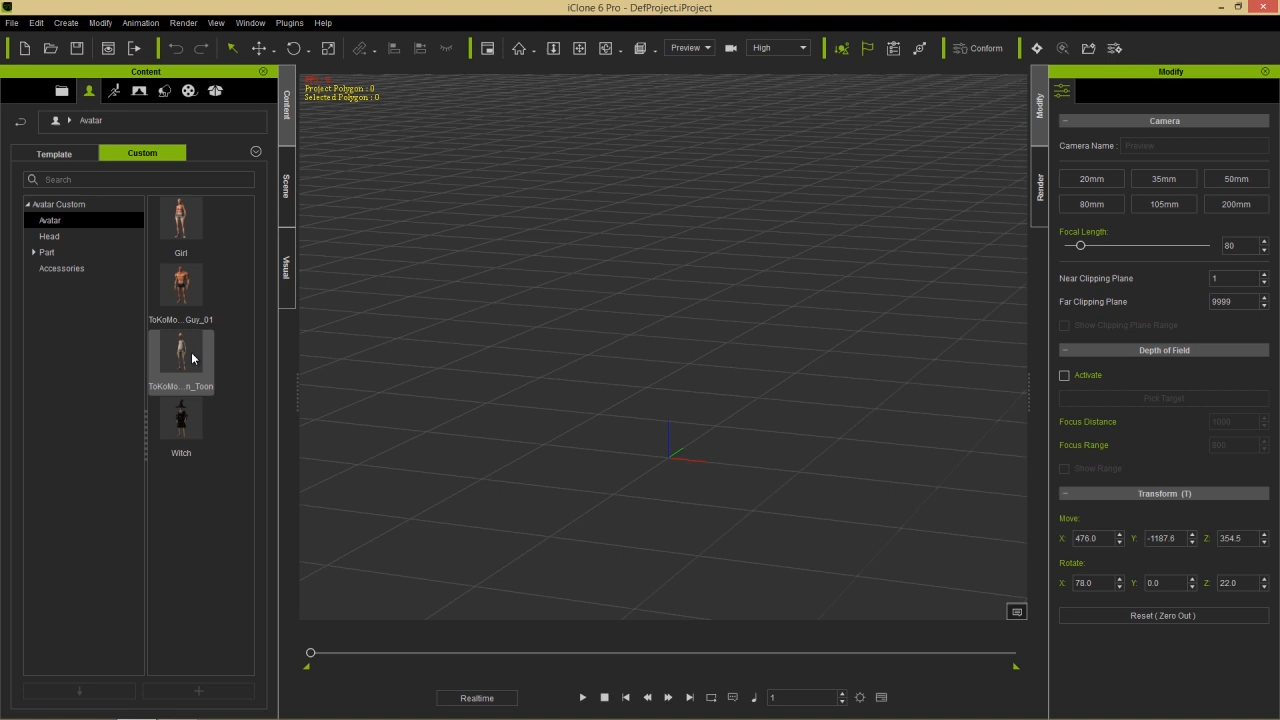 iClone 6 Pro - DefProject.iProject
File Edit Create Modify Animation Render View Window Plugins Help
Preview High Conform
Content
Avatar
Template Custom
Search
Avatar Custom
Avatar
Head
Part
Accessories
Girl
ToKoMo...Guy_01
ToKoMo...n_Toon
Witch
Content
Scene
Visual
Project Polygon : 0
Selected Polygon : 0
Realtime
1
Modify
Render
Modify
Camera
Camera Name : Preview
20mm 35mm 50mm
80mm 105mm 200mm
Focal Length:
80
Near Clipping Plane 1
Far Clipping Plane 9999
Show Clipping Plane Range
Depth of Field
Activate
Pick Target
Focus Distance 1000
Focus Range 800
Show Range
Transform (T)
Move:
X: 476.0 Y: -1187.6 Z: 354.5
Rotate:
X: 78.0 Y: 0.0 Z: 22.0
Reset ( Zero Out )